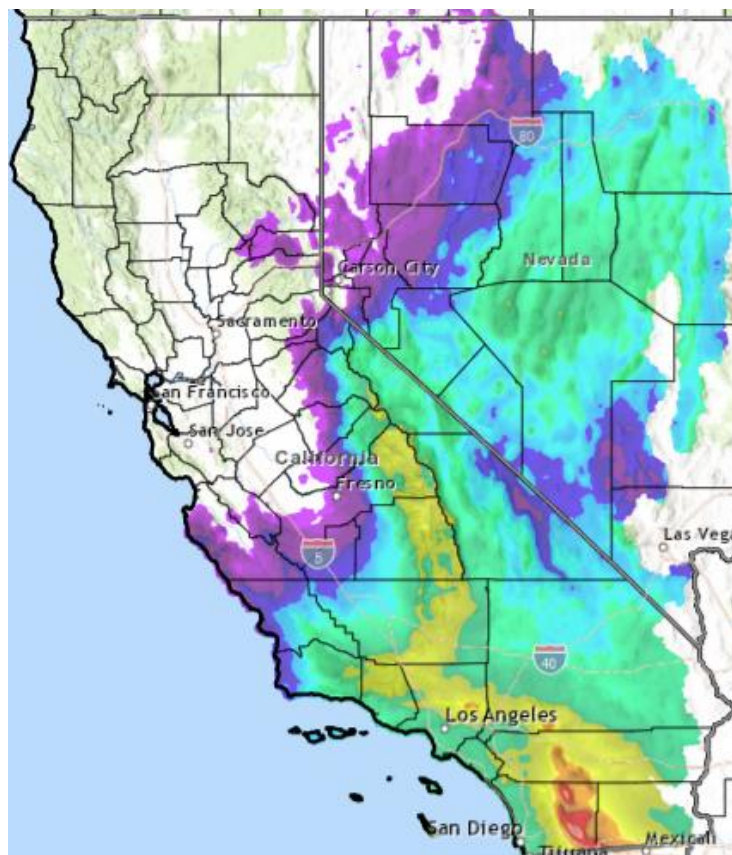 80
Nevada
Carson City
Sacramento
San Francisco
San Jose
California
Fresno
5
Las Vega
40
Los Angeles
San Diego
Mexicali
Tijuana